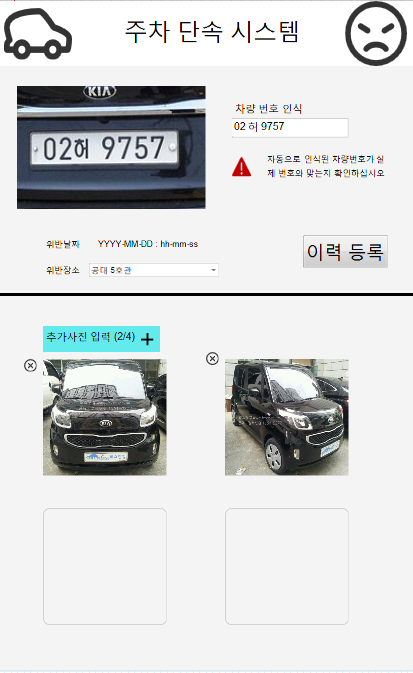 주차 단속 시스템
KIA
02허 9757
차량 번호 인식
02 허 9757
자동으로 인식된 차량번호가 실
제 번호와 맞는지 확인하십시오
위반날짜 YYYY-MM-DD : hh-mm-ss
위반장소 공대 5호관
이력 등록
추가사진 입력 (2/4)
KIA